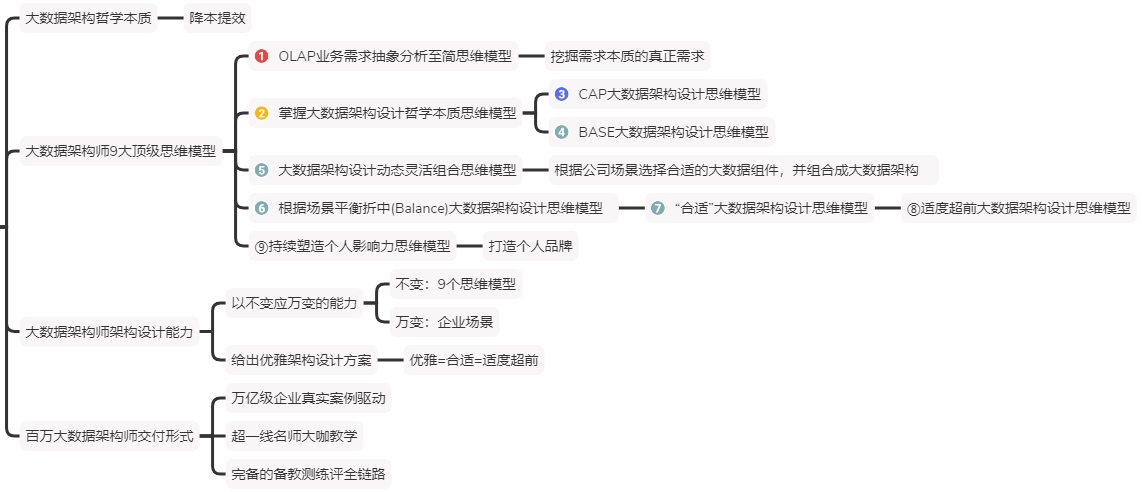 大数据架构哲学本质
降本提效
大数据架构师9大顶级思维模型
1 OLAP业务需求抽象分析至简思维模型
挖掘需求本质的真正需求
2 掌握大数据架构设计哲学本质思维模型
3 CAP大数据架构设计思维模型
4 BASE大数据架构设计思维模型
5 大数据架构设计动态灵活组合思维模型
根据公司场景选择合适的大数据组件，并组合成大数据架构
6 根据场景平衡折中(Balance)大数据架构设计思维模型
7 “合适”大数据架构设计思维模型
⑧适度超前大数据架构设计思维模型
⑨持续塑造个人影响力思维模型
打造个人品牌
大数据架构师架构设计能力
以不变应万变的能力
不变：9个思维模型
万变：企业场景
给出优雅架构设计方案
优雅=合适=适度超前
百万大数据架构师交付形式
万亿级企业真实案例驱动
超一线名师大咖教学
完备的备教测练评全链路